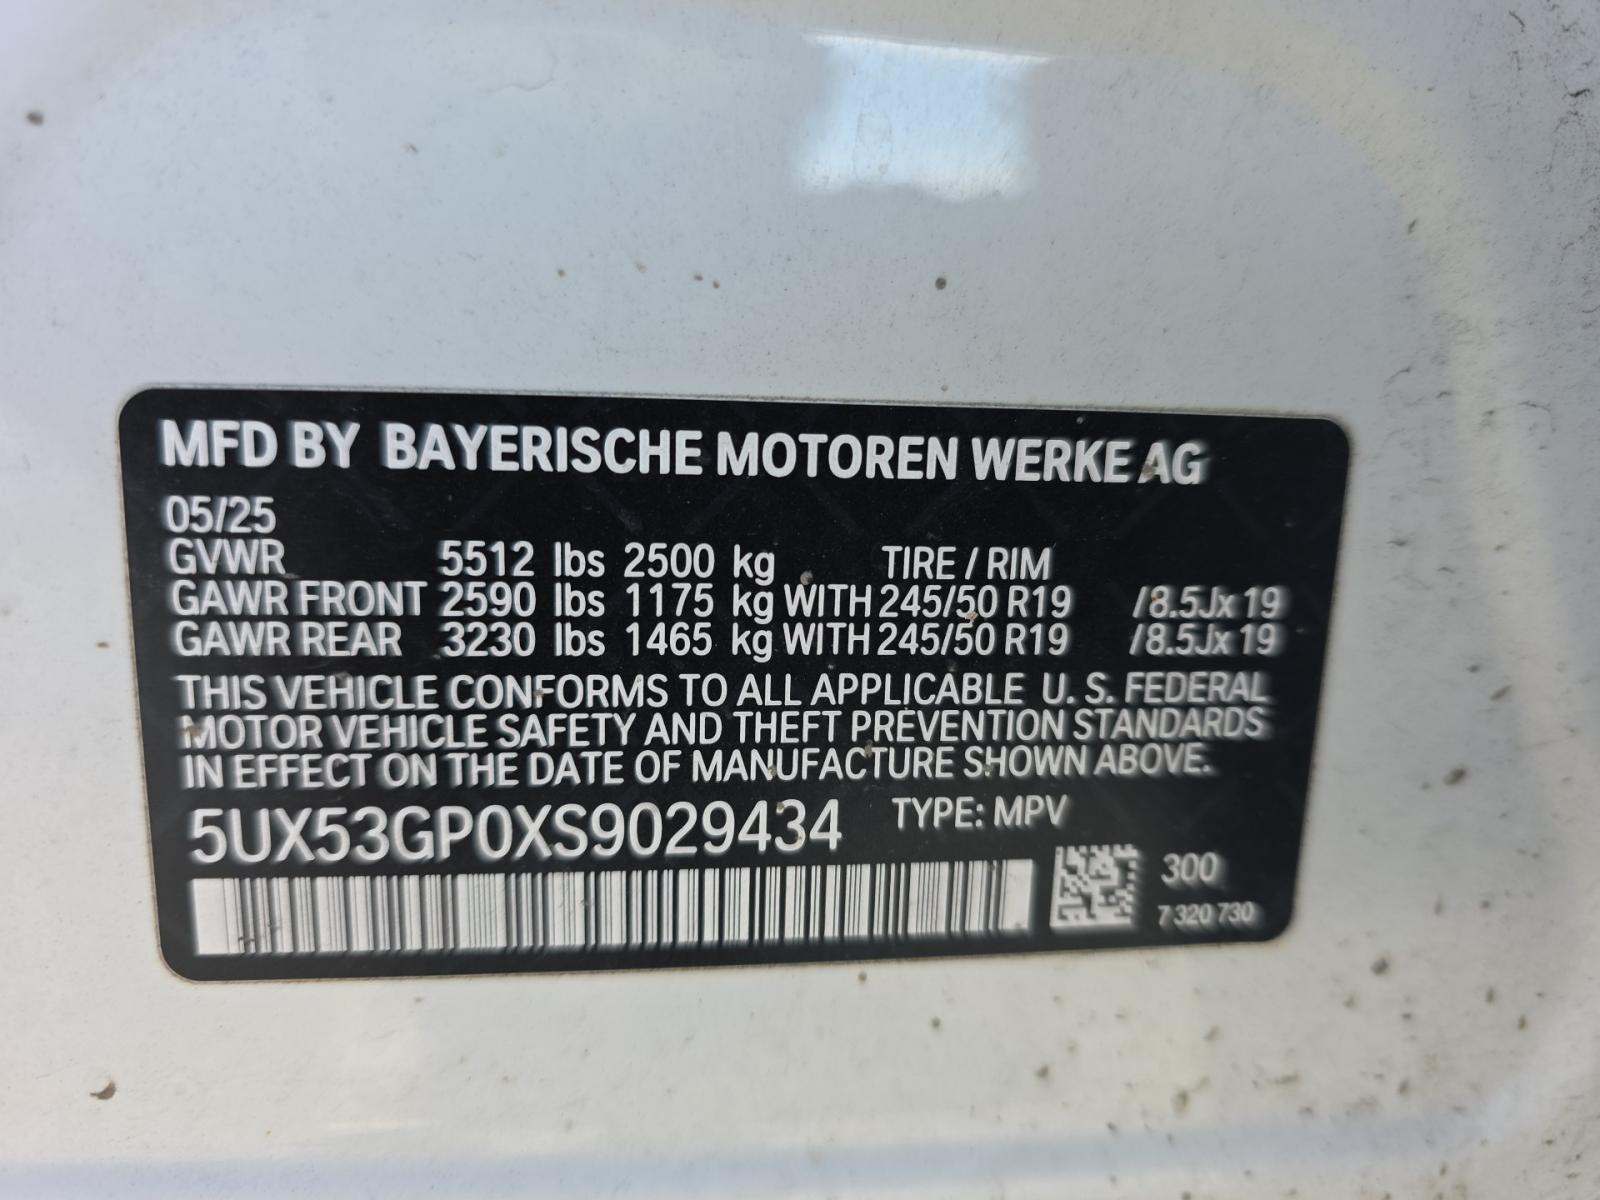 MFD BY BAYERISCHE MOTOREN WERKE AG
05/25
GVWR 5512 lbs 2500 kg TIRE / RIM
GAWR FRONT 2590 lbs 1175 kg WITH 245/50 R19 /8.5Jx19
GAWR REAR 3230 lbs 1465 kg WITH 245/50 R19 /8.5Jx19
THIS VEHICLE CONFORMS TO ALL APPLICABLE U. S. FEDERAL
MOTOR VEHICLE SAFETY AND THEFT PREVENTION STANDARDS
IN EFFECT ON THE DATE OF MANUFACTURE SHOWN ABOVE.
5UX53GP0XS9029434 TYPE: MPV
300
7 320 730